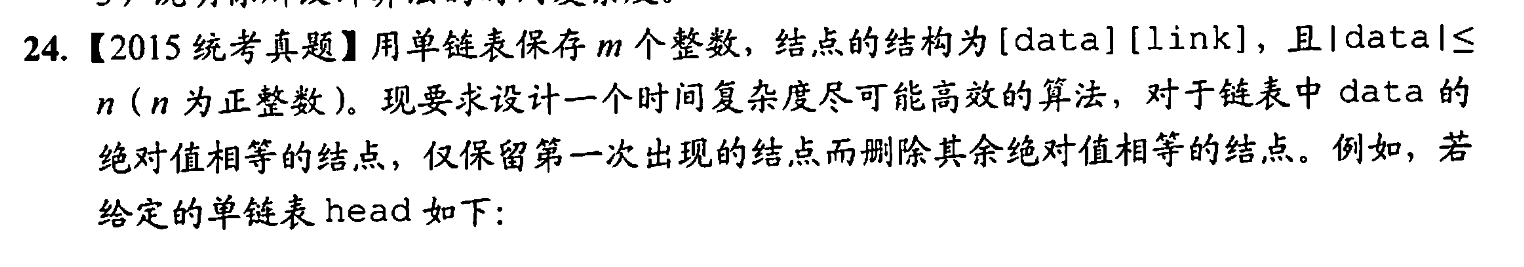 24.【2015 统考真题】用单链表保存 m 个整数，结点的结构为[data][link]，且|data|≤
n（n 为正整数）。现要求设计一个时间复杂度尽可能高效的算法，对于链表中 data 的
绝对值相等的结点，仅保留第一次出现的结点而删除其余绝对值相等的结点。例如，若
给定的单链表 head 如下：